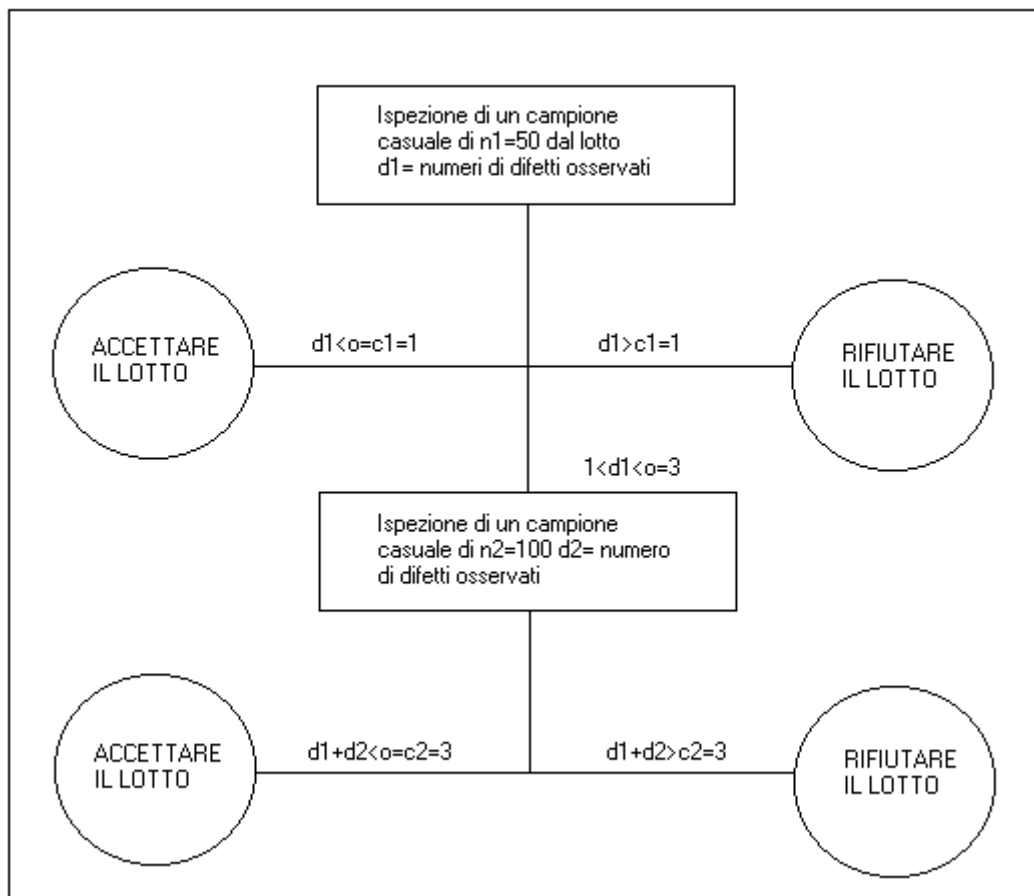 Ispezione di un campione
casuale di n1=50 dal lotto
d1= numeri di difetti osservati
ACCETTARE
IL LOTTO
d1<o=c1=1
d1>c1=1
RIFIUTARE
IL LOTTO
1<d1<o=3
Ispezione di un campione
casuale di n2=100 d2= numero
di difetti osservati
ACCETTARE
IL LOTTO
d1+d2<o=c2=3
d1+d2>c2=3
RIFIUTARE
IL LOTTO